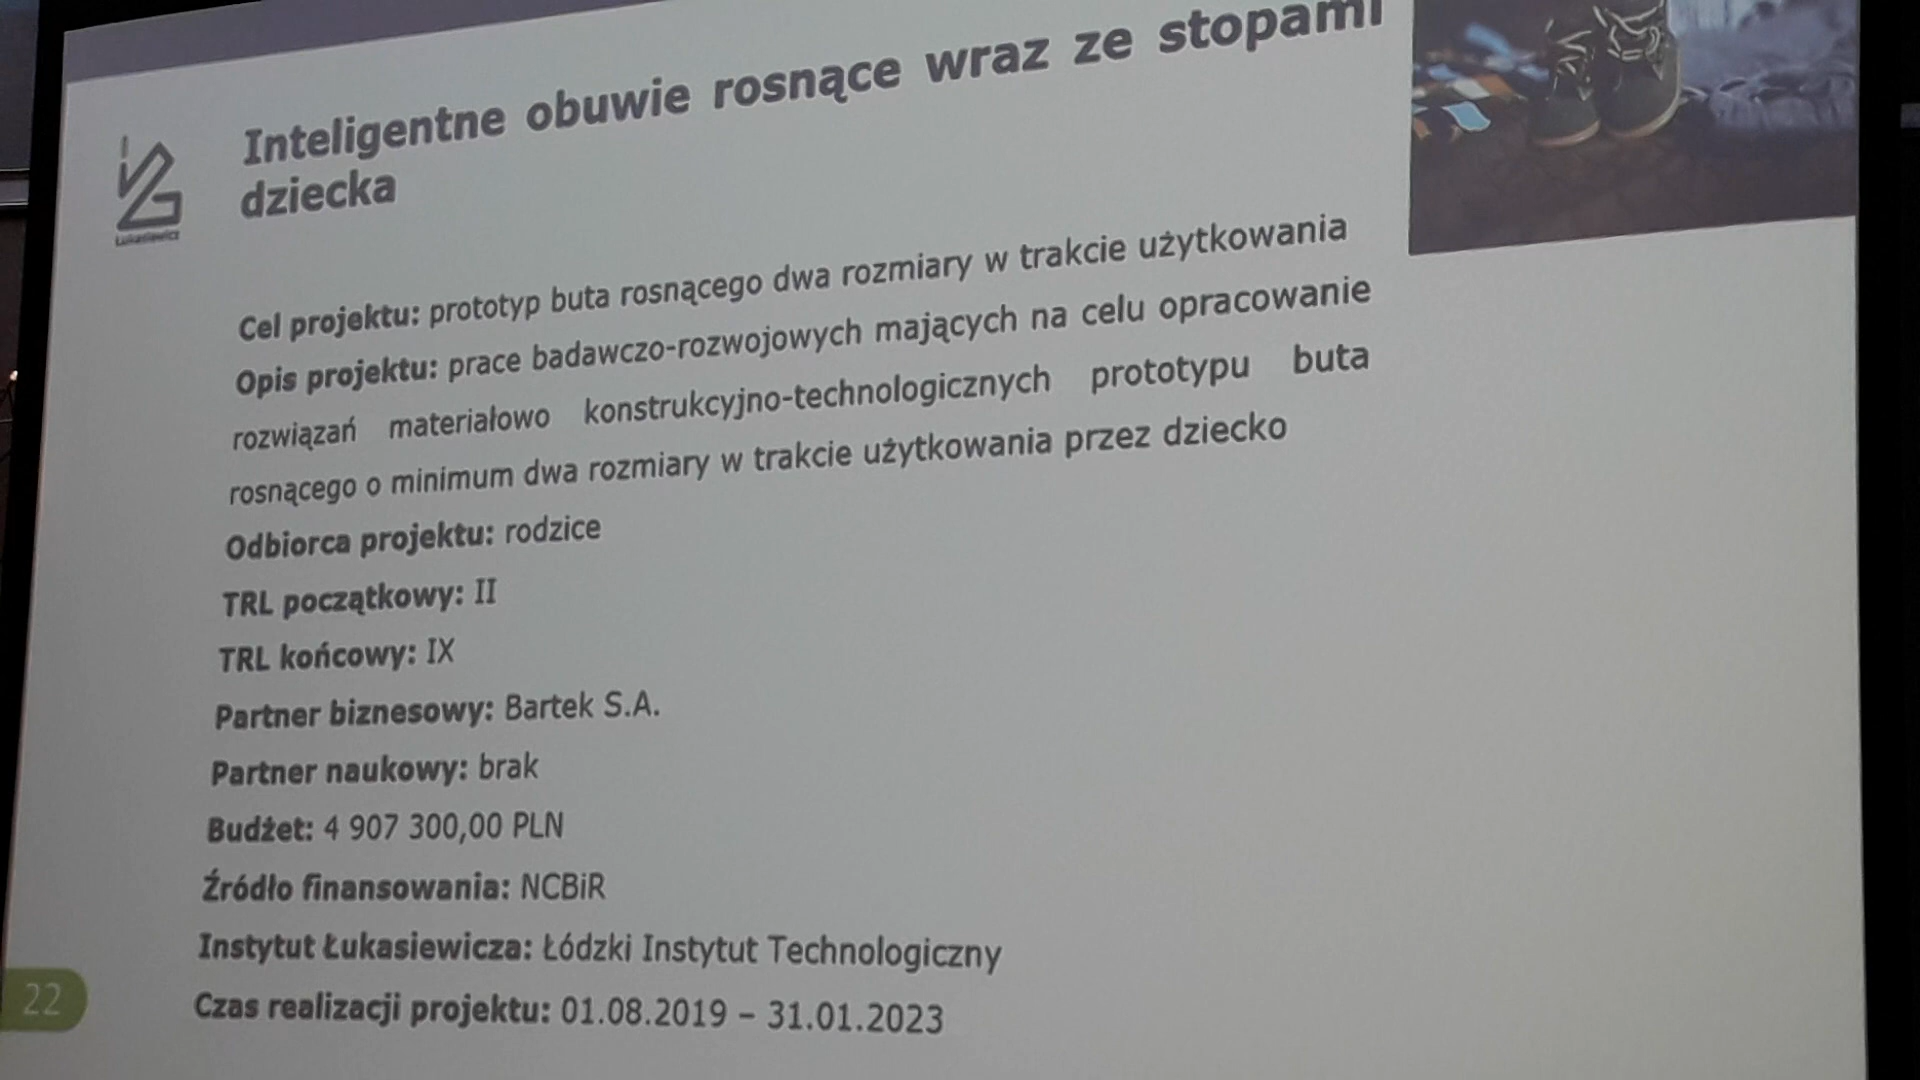 Inteligentne obuwie rosnące wraz ze stopami
dziecka
Łukasiewicz
Cel projektu: prototyp buta rosnącego dwa rozmiary w trakcie użytkowania
Opis projektu: prace badawczo-rozwojowych mających na celu opracowanie
rozwiązań materiałowo konstrukcyjno-technologicznych prototypu buta
rosnącego o minimum dwa rozmiary w trakcie użytkowania przez dziecko
Odbiorca projektu: rodzice
TRL początkowy: II
TRL końcowy: IX
Partner biznesowy: Bartek S.A.
Partner naukowy: brak
Budżet: 4 907 300,00 PLN
Źródło finansowania: NCBiR
Instytut Łukasiewicza: Łódzki Instytut Technologiczny
Czas realizacji projektu: 01.08.2019 – 31.01.2023
22